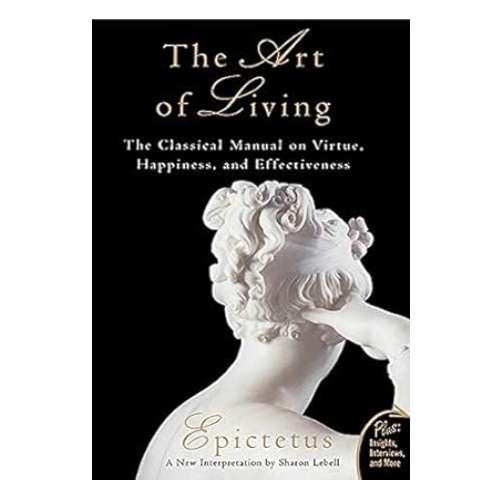 The Art
of Living
The Classical Manual on Virtue,
Happiness, and Effectiveness
Epictetus
A New Interpretation by Sharon Lebell
Plus:
Insights,
Interviews,
and More